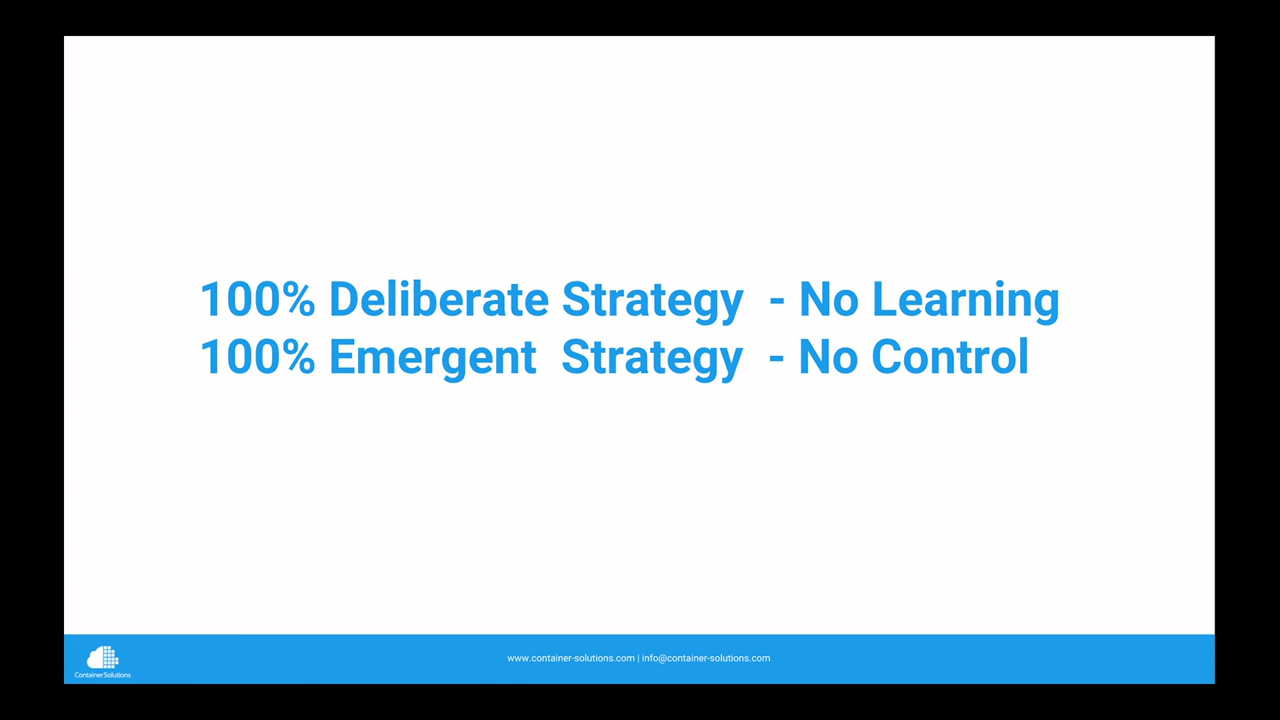 100% Deliberate Strategy - No Learning
100% Emergent Strategy - No Control
ContainerSolutions
www.container-solutions.com | info@container-solutions.com